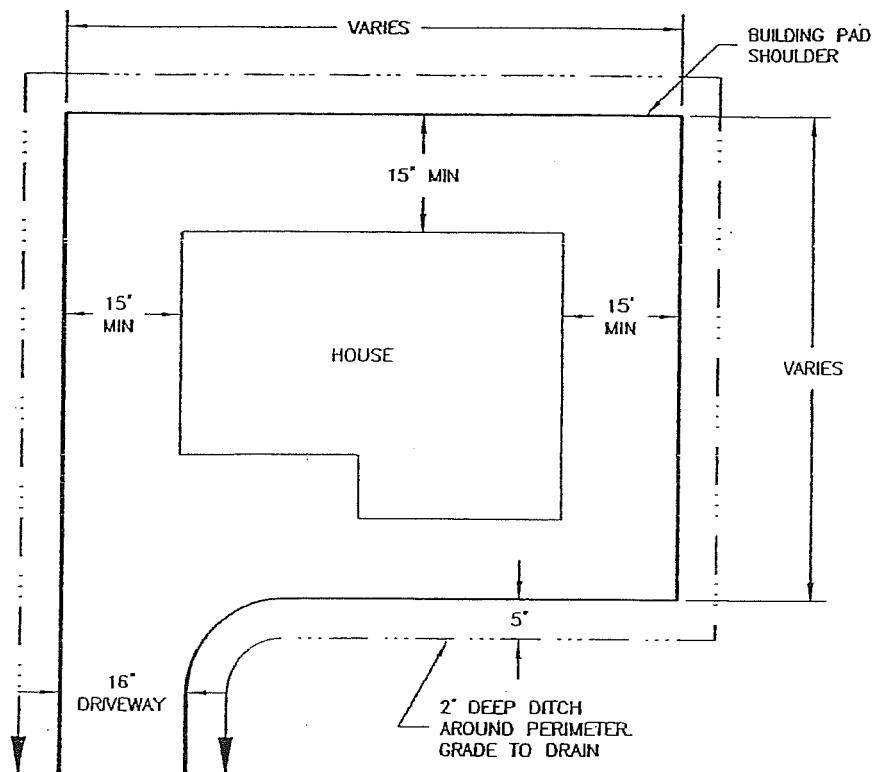 VARIES
BUILDING PAD
SHOULDER
15' MIN
15'
MIN
15'
MIN
HOUSE
VARIES
5'
16'
DRIVEWAY
2' DEEP DITCH
AROUND PERIMETER
GRADE TO DRAIN